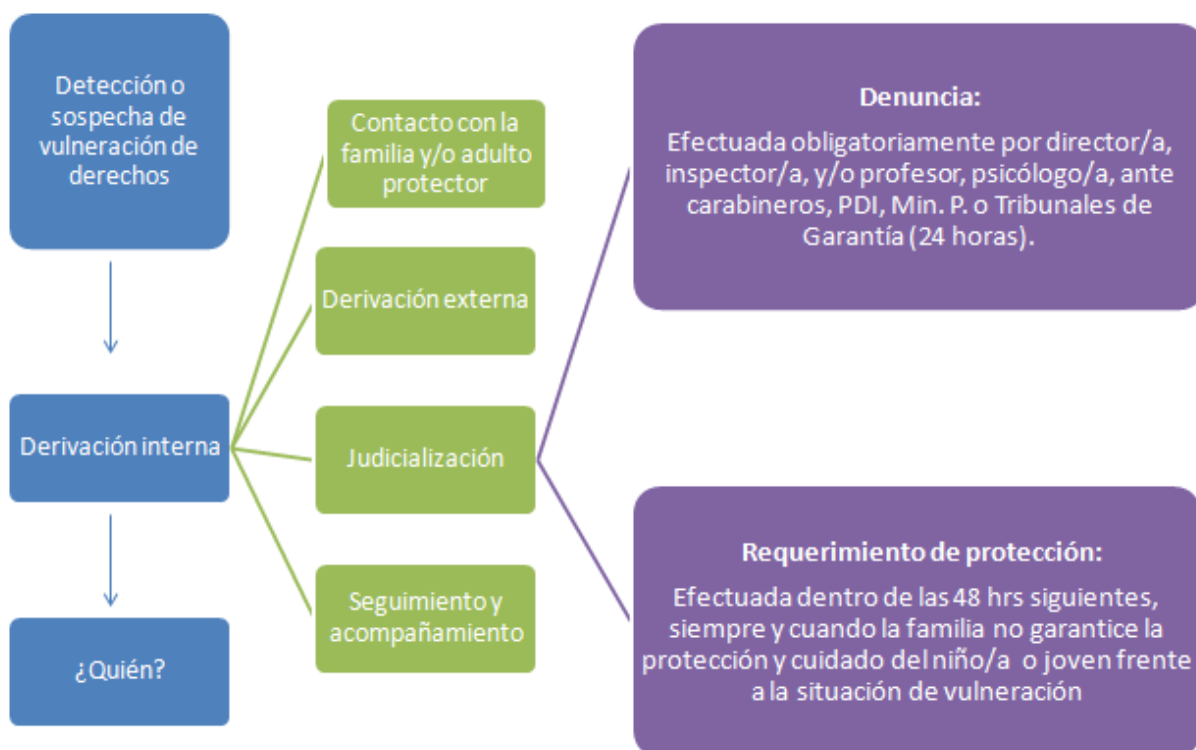 Detección o
sospecha de
vulneración de
derechos
Derivación interna
¿Quién?
Contacto con la
familia y/o adulto
protector
Derivación externa
Judicialización
Seguimiento y
acompañamiento
Denuncia:
Efectuada obligatoriamente por director/a,
inspector/a, y/o profesor, psicólogo/a, ante
carabineros, PDI, Min. P. o Tribunales de
Garantía (24 horas).
Requerimiento de protección:
Efectuada dentro de las 48 hrs siguientes,
siempre y cuando la familia no garantice la
protección y cuidado del niño/a o joven frente
a la situación de vulneración